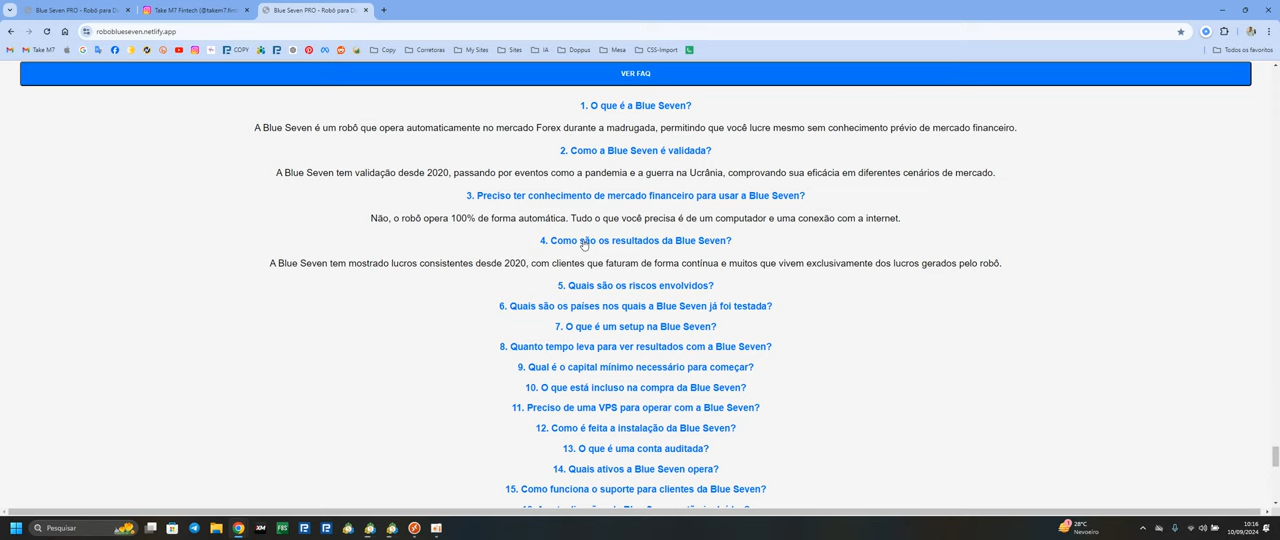 Blue Seven PRO - Robô para D
Take M7 Fintech (@takem7.fin
Blue Seven PRO - Robô para D
roboblueseven.netlify.app
Take M7
COPY
Copy
Corretoras
My Sites
Sites
IA
Doppus
Mesa
CSS-Import
Todos os favoritos
VER FAQ
1. O que é a Blue Seven?
A Blue Seven é um robô que opera automaticamente no mercado Forex durante a madrugada, permitindo que você lucre mesmo sem conhecimento prévio de mercado financeiro.
2. Como a Blue Seven é validada?
A Blue Seven tem validação desde 2020, passando por eventos como a pandemia e a guerra na Ucrânia, comprovando sua eficácia em diferentes cenários de mercado.
3. Preciso ter conhecimento de mercado financeiro para usar a Blue Seven?
Não, o robô opera 100% de forma automática. Tudo o que você precisa é de um computador e uma conexão com a internet.
4. Como são os resultados da Blue Seven?
A Blue Seven tem mostrado lucros consistentes desde 2020, com clientes que faturam de forma contínua e muitos que vivem exclusivamente dos lucros gerados pelo robô.
5. Quais são os riscos envolvidos?
6. Quais são os países nos quais a Blue Seven já foi testada?
7. O que é um setup na Blue Seven?
8. Quanto tempo leva para ver resultados com a Blue Seven?
9. Qual é o capital mínimo necessário para começar?
10. O que está incluso na compra da Blue Seven?
11. Preciso de uma VPS para operar com a Blue Seven?
12. Como é feita a instalação da Blue Seven?
13. O que é uma conta auditada?
14. Quais ativos a Blue Seven opera?
15. Como funciona o suporte para clientes da Blue Seven?
Pesquisar
XM
FBS
28°C
Nevoeiro
10:16
10/09/2024